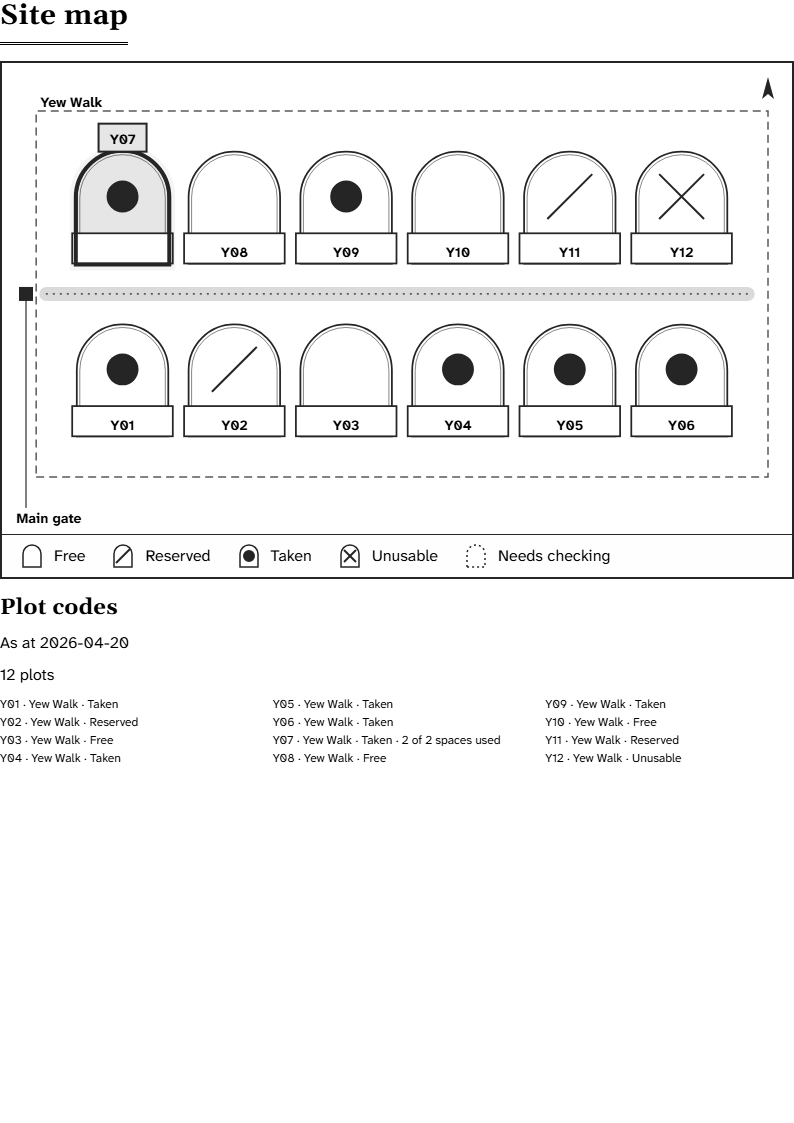 Site map
Yew Walk
Y07
Y08
Y09
Y10
Y11
Y12
Y01
Y02
Y03
Y04
Y05
Y06
Main gate
Free
Reserved
Taken
Unusable
Needs checking
Plot codes
As at 2026-04-20
12 plots
Y01 · Yew Walk · Taken
Y02 · Yew Walk · Reserved
Y03 · Yew Walk · Free
Y04 · Yew Walk · Taken
Y05 · Yew Walk · Taken
Y06 · Yew Walk · Taken
Y07 · Yew Walk · Taken · 2 of 2 spaces used
Y08 · Yew Walk · Free
Y09 · Yew Walk · Taken
Y10 · Yew Walk · Free
Y11 · Yew Walk · Reserved
Y12 · Yew Walk · Unusable